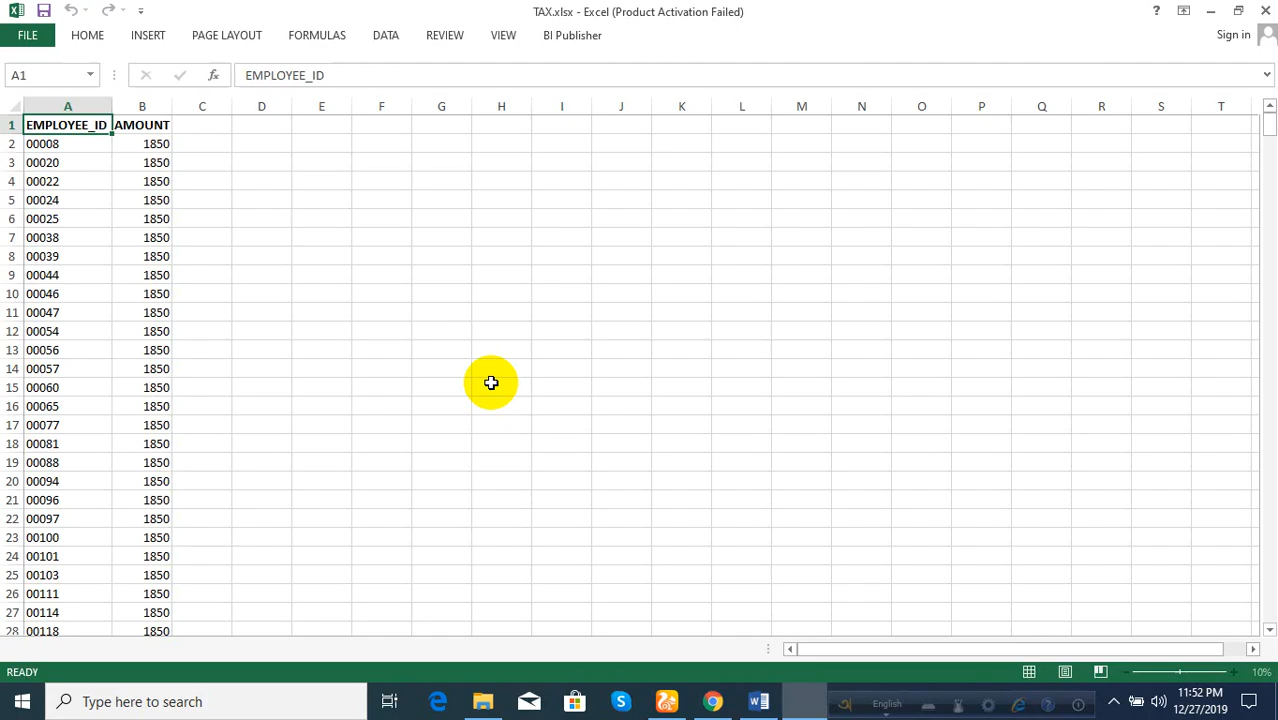 TAX.xlsx - Excel (Product Activation Failed)
?
FILE HOME INSERT PAGE LAYOUT FORMULAS DATA REVIEW VIEW BI Publisher Sign in
A1 fx EMPLOYEE_ID
A B C D E F G H I J K L M N O P Q R S T
1 EMPLOYEE_ID AMOUNT
2 00008 1850
3 00020 1850
4 00022 1850
5 00024 1850
6 00025 1850
7 00038 1850
8 00039 1850
9 00044 1850
10 00046 1850
11 00047 1850
12 00054 1850
13 00056 1850
14 00057 1850
15 00060 1850
16 00065 1850
17 00077 1850
18 00081 1850
19 00088 1850
20 00094 1850
21 00096 1850
22 00097 1850
23 00100 1850
24 00101 1850
25 00103 1850
26 00111 1850
27 00114 1850
28 00118 1850
READY 10%
Type here to search English 11:52 PM
12/27/2019